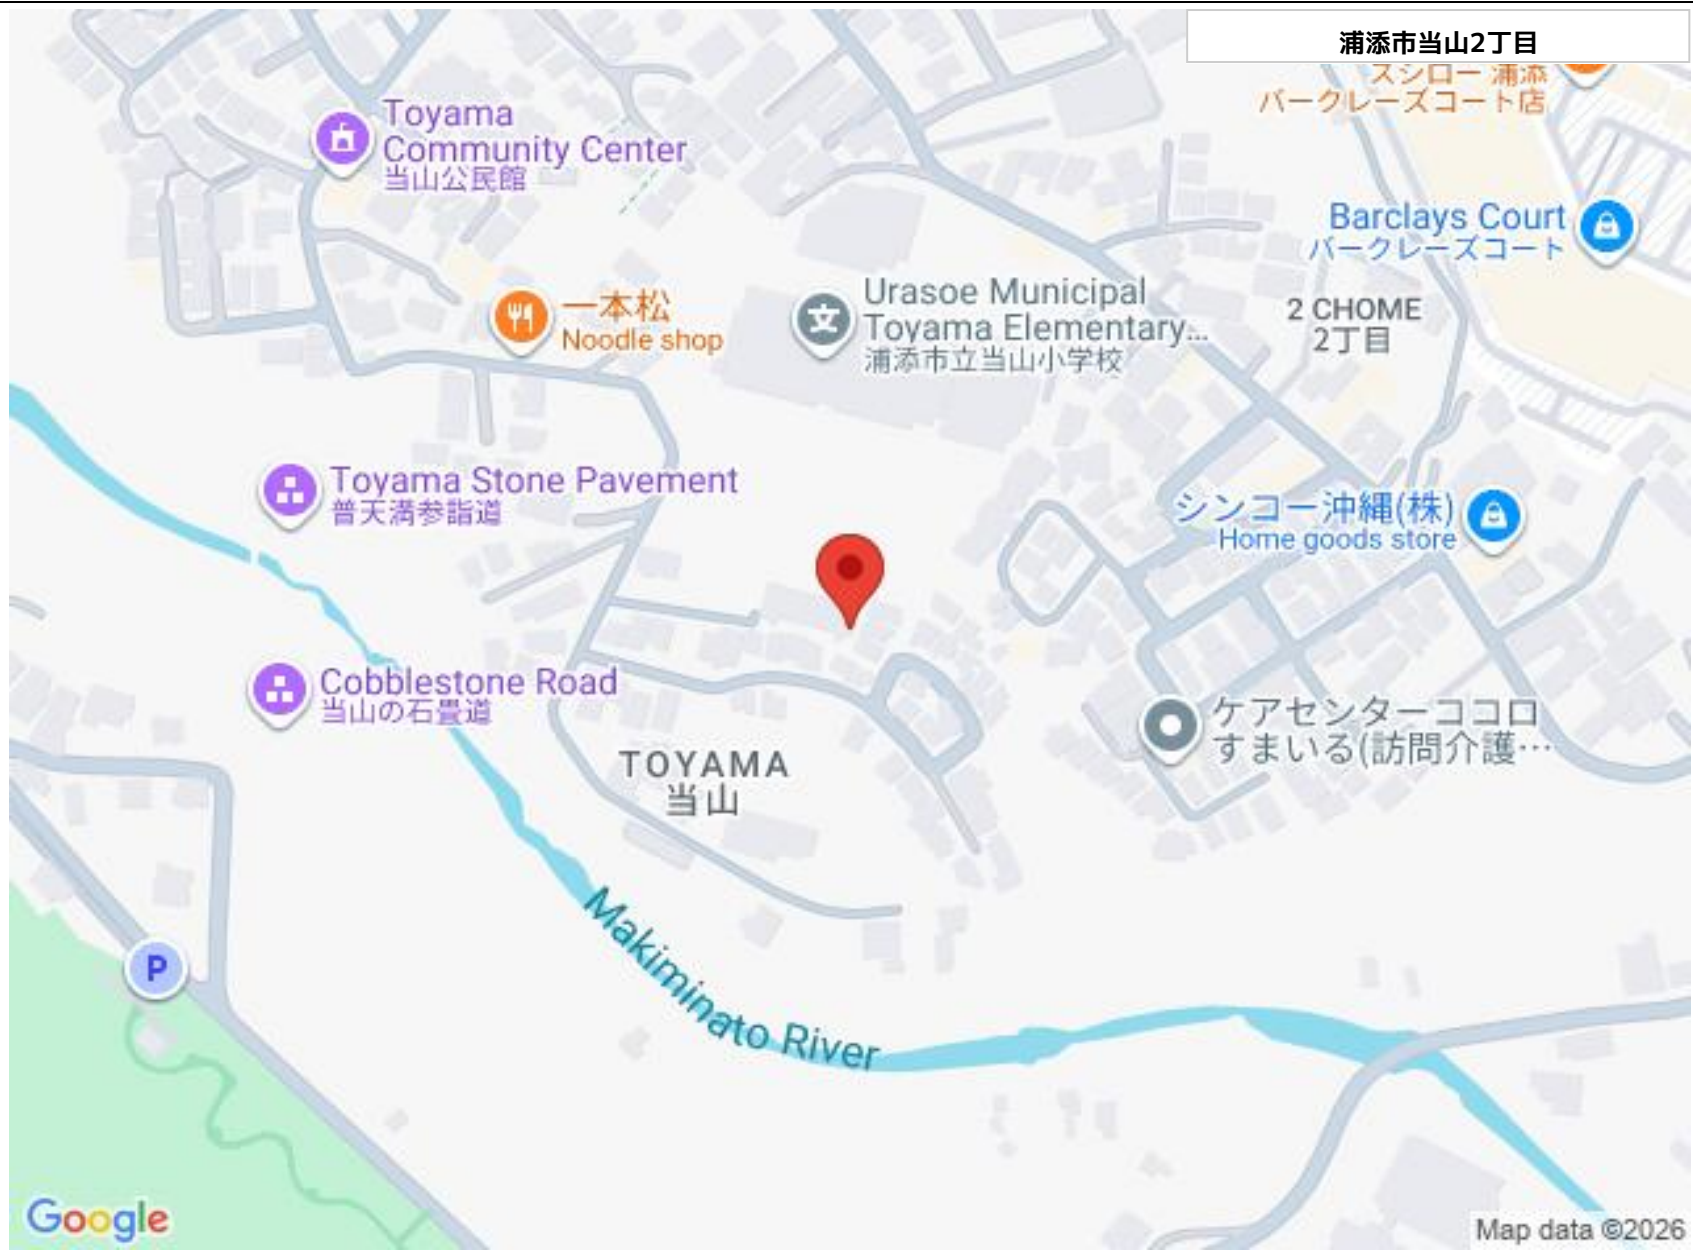 浦添市当山2丁目
スシロー 浦添
パークレーズコート店
Toyama
Community Center
当山公民館
Barclays Court
バークレーズコート
一本松
Noodle shop
Urasoe Municipal
Toyama Elementary...
浦添市立当山小学校
2 CHOME
2丁目
Toyama Stone Pavement
普天満参詣道
シンコー沖縄(株)
Home goods store
Cobblestone Road
当山の石畳道
ケアセンターココロ
すまいる(訪問介護…
TOYAMA
当山
Makiminato River
P
Google
Map data ©2026